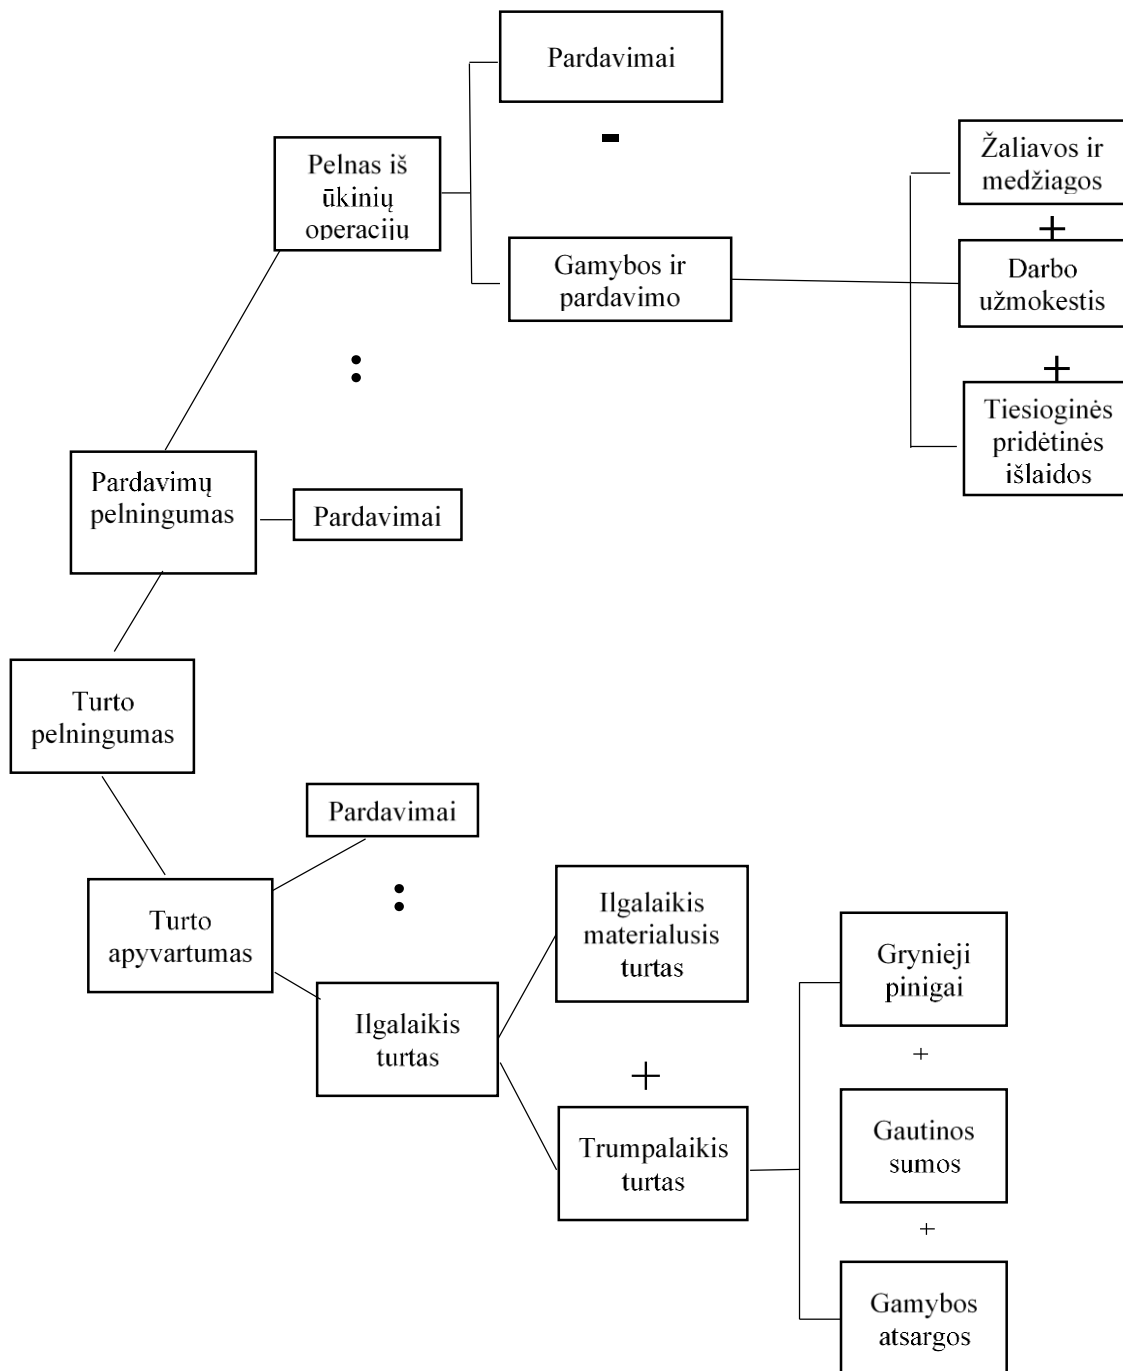 Pardavimai
-
Pelnas iš
ūkinių
operacijų
Gamybos ir
pardavimo
Žaliavos ir
medžiagos
+
Darbo
užmokestis
+
Tiesioginės
pridėtinės
išlaidos
:
Pardavimų
pelningumas
Pardavimai
Turto
pelningumas
Pardavimai
:
Turto
apyvartumas
Ilgalaikis
turtas
Ilgalaikis
materialusis
turtas
+
Trumpalaikis
turtas
Grynieji
pinigai
+
Gautinos
sumos
+
Gamybos
atsargos